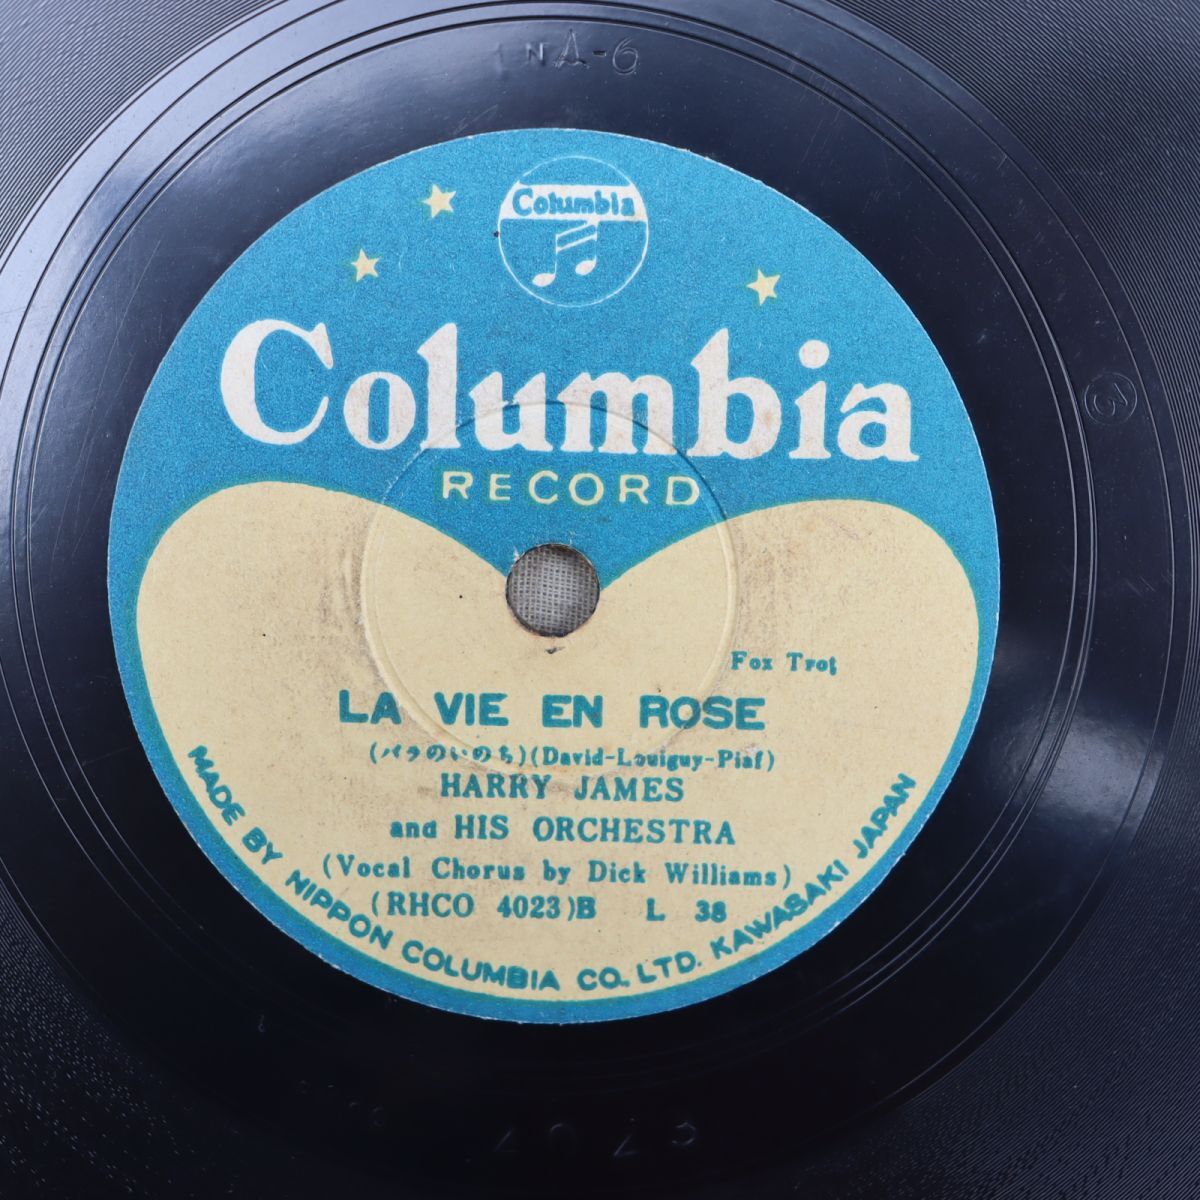 NA-6
Columbia
Columbia
RECORD
Fox Trot
LA VIE EN ROSE
(バラのいのち)(David-Louiguy-Piaf)
HARRY JAMES
and HIS ORCHESTRA
(Vocal Chorus by Dick Williams)
(RHCO 4023)B L 38
MADE BY NIPPON COLUMBIA CO. LTD. KAWASAKI JAPAN